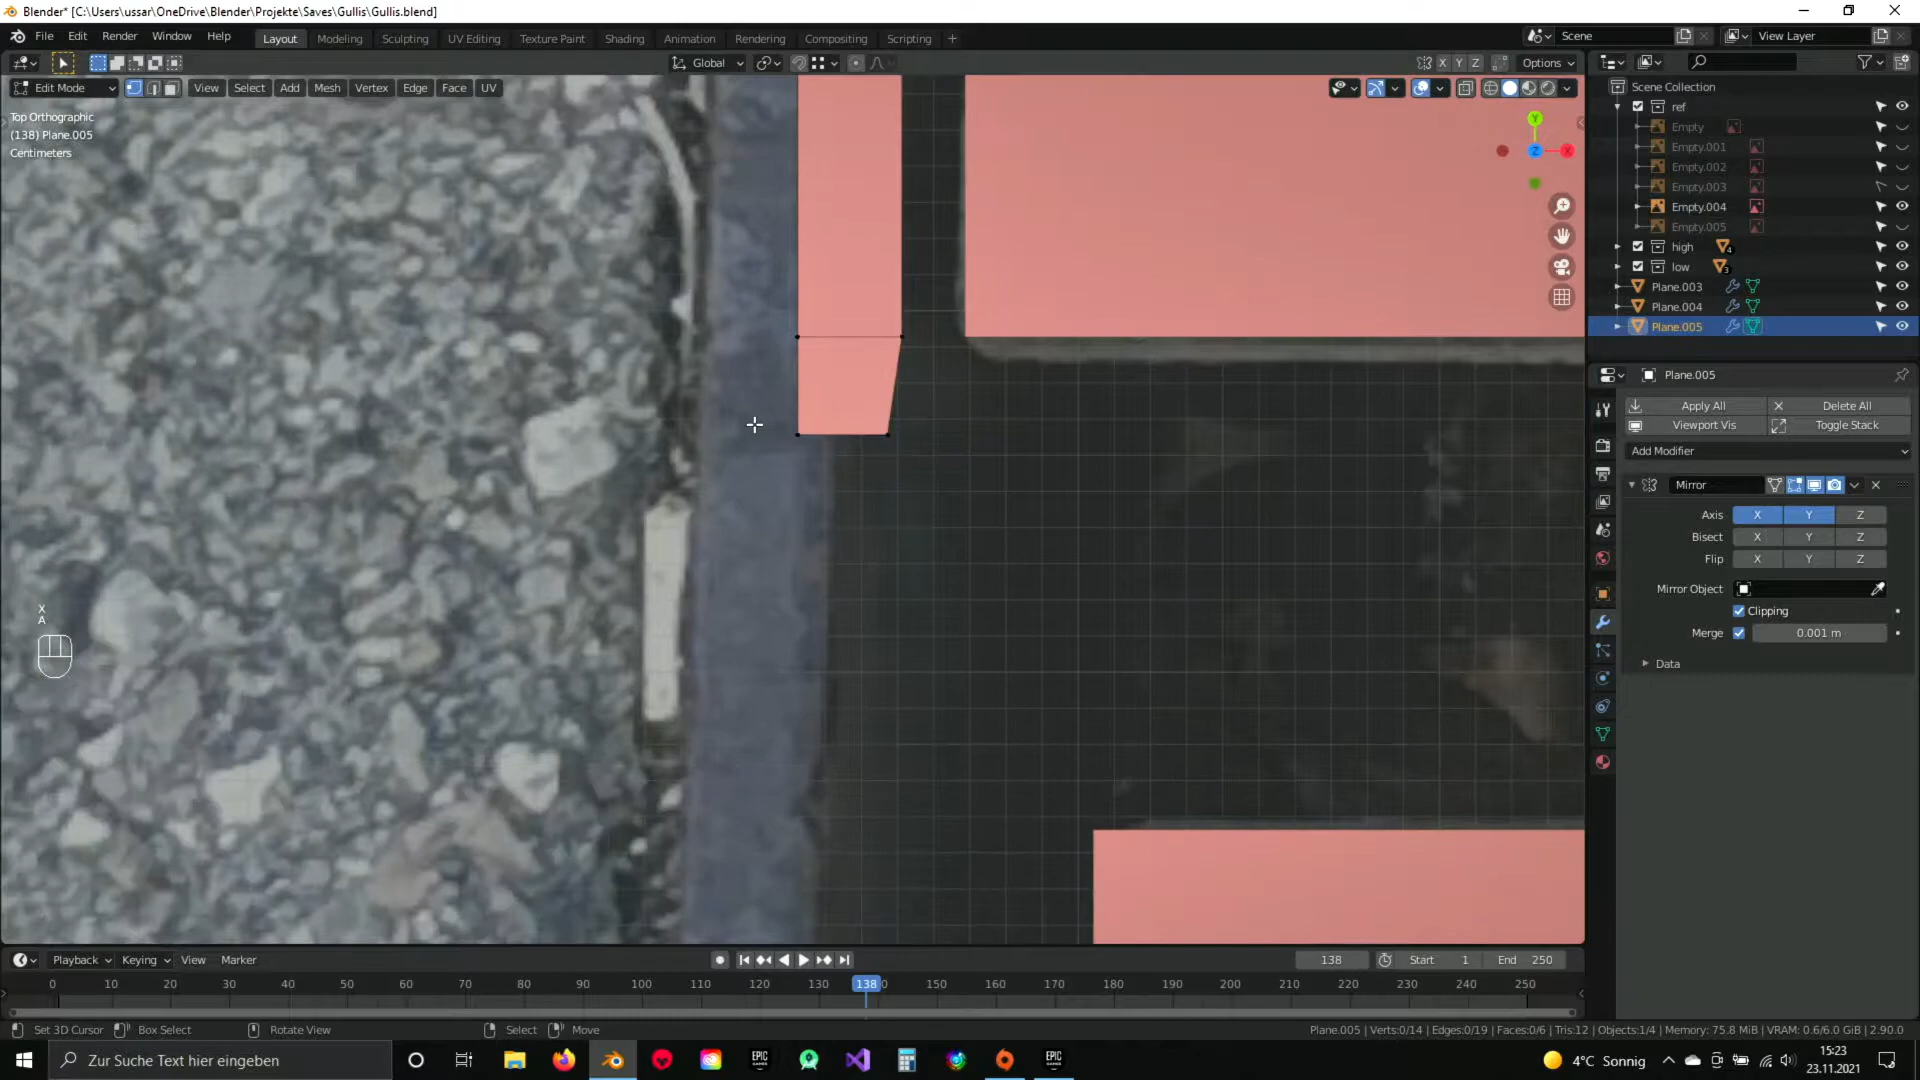 Blender* [C:\Users\ussar\OneDrive\Blender\Projekte\Saves\Gullis\Gullis.blend]
File Edit Render Window Help Layout Modeling Sculpting UV Editing Texture Paint Shading Animation Rendering Compositing Scripting + Scene View Layer
Global X Y Z Options
Edit Mode View Select Add Mesh Vertex Edge Face UV
Top Orthographic
(138) Plane.005
Centimeters
Y
Z X
X
A
Scene Collection
ref
Empty
Empty.001
Empty.002
Empty.003
Empty.004
Empty.005
high 4
low 3
Plane.003
Plane.004
Plane.005
Plane.005
Apply All Delete All
Viewport Vis Toggle Stack
Add Modifier
Mirror
Axis X Y Z
Bisect X Y Z
Flip X Y Z
Mirror Object
Clipping
Merge 0.001 m
Data
Playback Keying View Marker 138 Start 1 End 250
0 10 20 30 40 50 60 70 80 90 100 110 120 130 138 0 150 160 170 180 190 200 210 220 230 240 250
Set 3D Cursor Box Select Rotate View Select Move Plane.005 | Verts:0/14 | Edges:0/19 | Faces:0/6 | Tris:12 | Objects:1/4 | Memory: 75.8 MiB | VRAM: 0.6/6.0 GiB | 2.90.0
Zur Suche Text hier eingeben EPIC GAMES EPIC GAMES 4°C Sonnig 15:23
23.11.2021